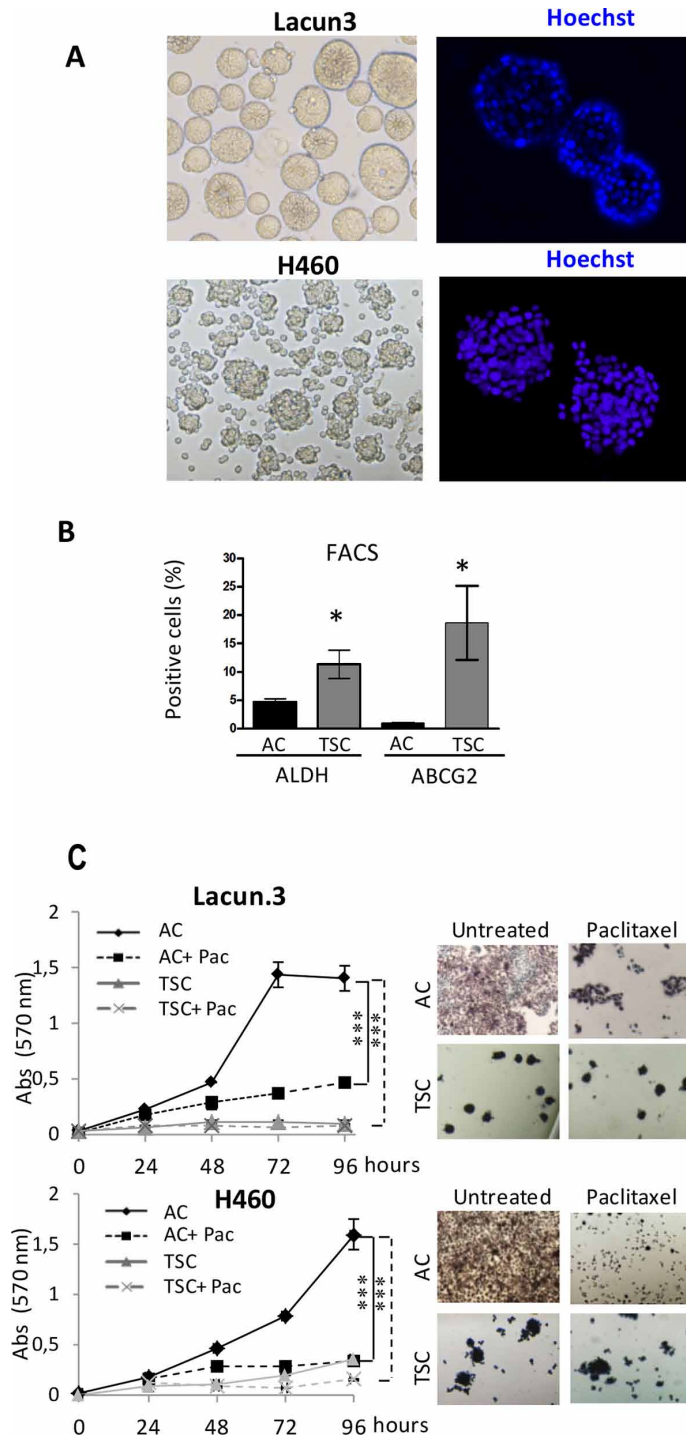 A
Lacun3
Hoechst
H460
Hoechst
B
FACS
Positive cells (%)
30
25
20
15
10
5
0
*
*
AC
TSC
AC
TSC
ALDH
ABCG2
C
Lacun.3
Abs (570 nm)
2
1,5
1
0,5
0
AC
AC+ Pac
TSC
TSC+ Pac
***
***
0 24 48 72 96 hours
Untreated
Paclitaxel
AC
TSC
H460
Abs (570 nm)
2
1,5
1
0,5
0
AC
AC+ Pac
TSC
TSC+ Pac
***
***
0 24 48 72 96 hours
Untreated
Paclitaxel
AC
TSC